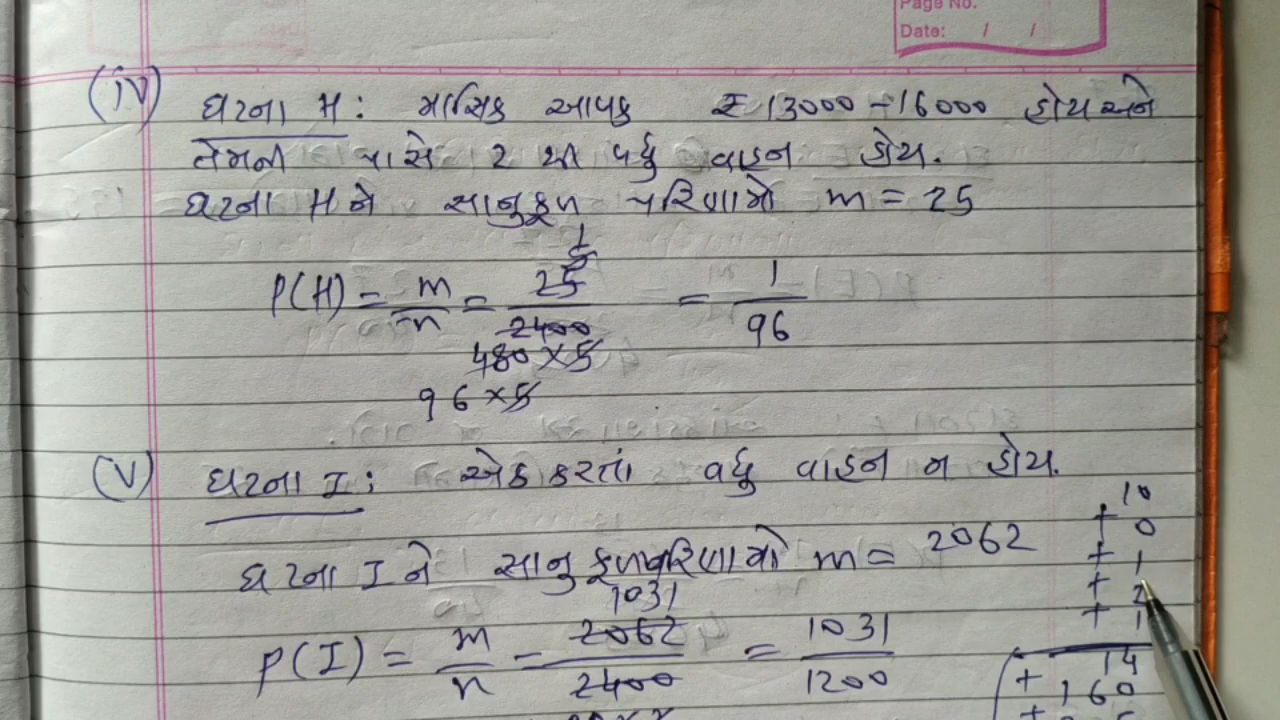 Page No.
Date: / /
(iv) ઘટના H : માસિક આવક ₹ 13000 - 16000 હોય અને
તેમની પાસે 2 થી વધુ વાહન હોય.
ઘટના H ને સાનુકૂળ પરિણામો m = 25
1
5
P(H) = m/n = 25/2400 = 1/96
480 × 5
96 × 5
(v) ઘટના I : એક કરતાં વધુ વાહન ન હોય.
ઘટના I ને સાનુકૂળ પરિણામો m = 2062
1031
P(I) = m/n = 2062/2400 = 1031/1200
10
+ 0
+ 1
+ 2
+ 1
+ 14
+ 160